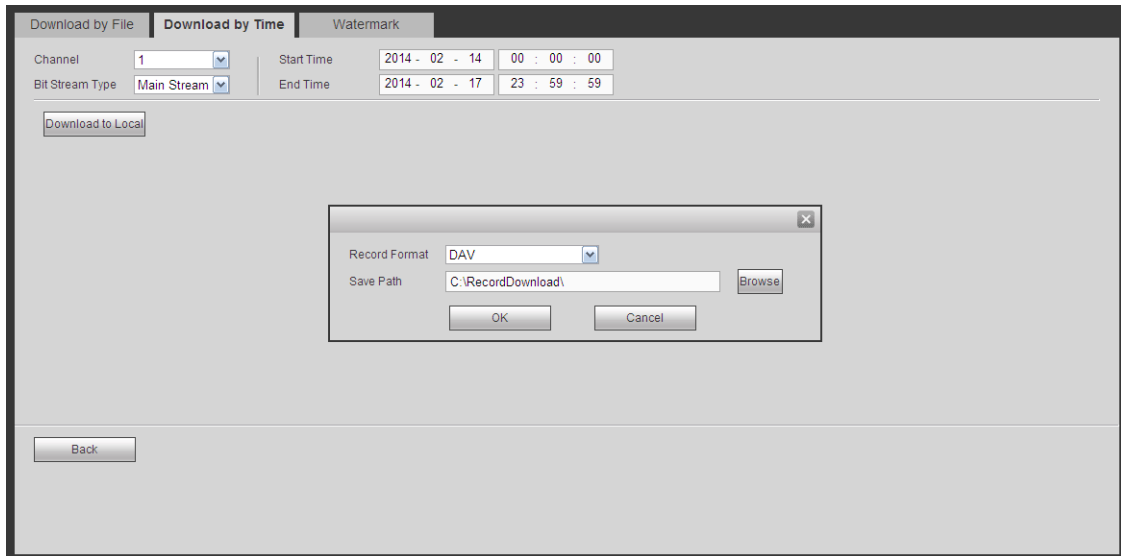 Download by File Download by Time Watermark
Channel 1 Start Time 2014 - 02 - 14 00 : 00 : 00
Bit Stream Type Main Stream End Time 2014 - 02 - 17 23 : 59 : 59
Download to Local
Record Format DAV
Save Path C:\RecordDownload\ Browse
OK Cancel
Back